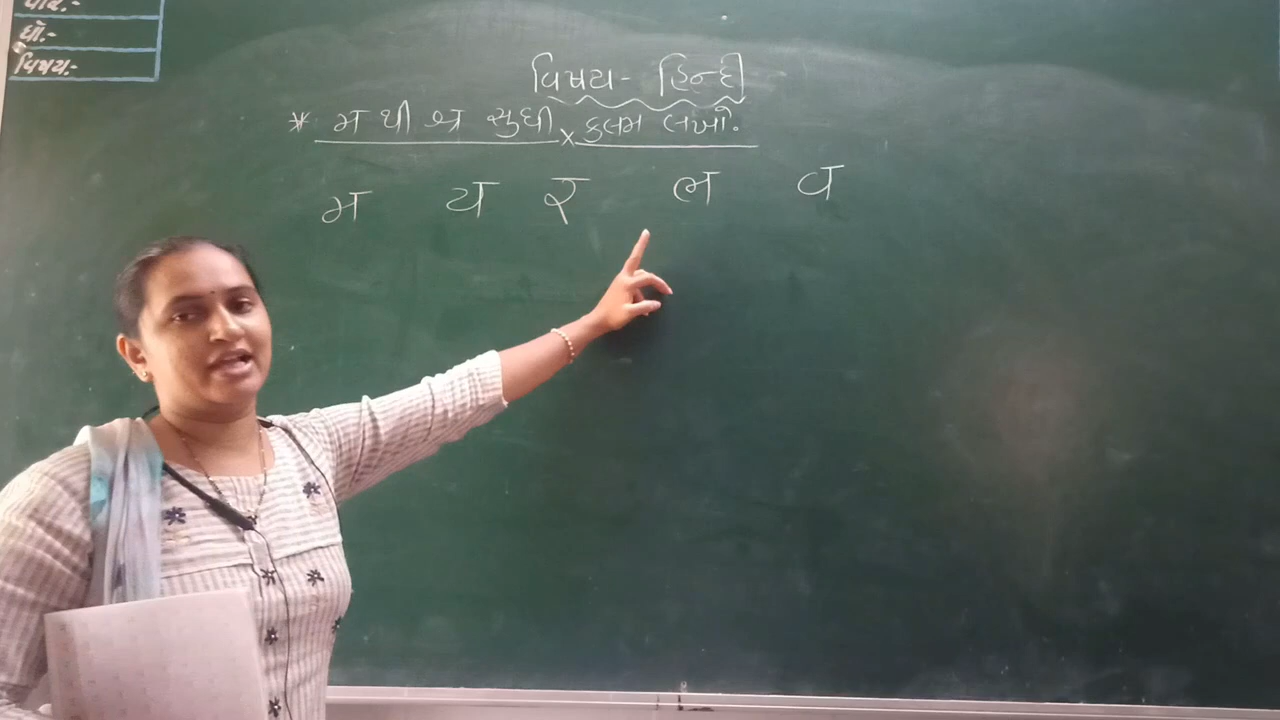 વાર.-
ધો.-
વિષય:-
વિષય- હિન્દી
* મ થી શ્ર સુધી × કલમ લખો.
म य र ल व